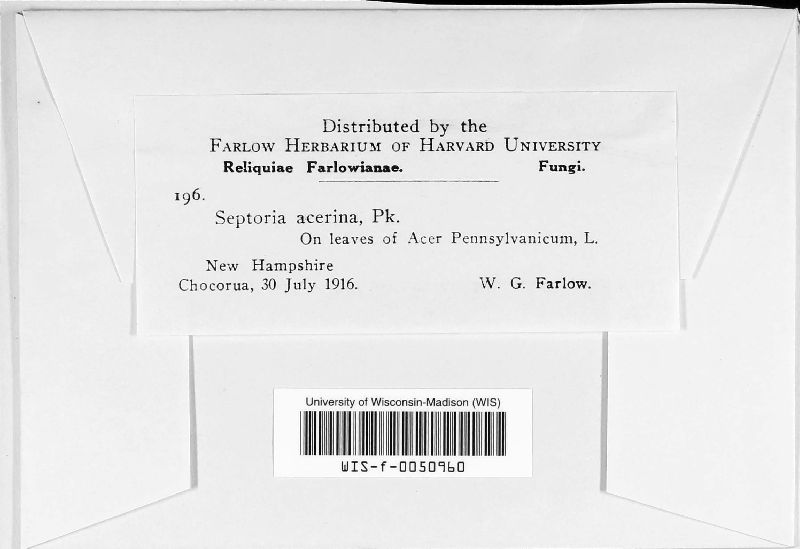 Distributed by the
FARLOW HERBARIUM OF HARVARD UNIVERSITY
Reliquiae Farlowianae. Fungi.
196.
Septoria acerina, Pk.
On leaves of Acer Pennsylvanicum, L.
New Hampshire
Chocorua, 30 July 1916. W. G. Farlow.
University of Wisconsin-Madison (WIS)
WIS-f-0050960